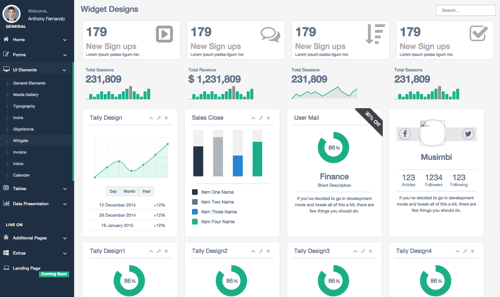 Welcome,
Anthony Fernando
GENERAL
Home
Forms
UI Elements
General Elements
Media Gallery
Typography
Icons
Glyphicons
Widgets
Invoice
Inbox
Calender
Tables
Data Presentation
LIVE ON
Additional Pages
Extras
Landing Page
Coming Soon
Widget Designs
Search...
179
New Sign ups
Lorem ipsum psdea itgum rixt.
179
New Sign ups
Lorem ipsum psdea itgum rixt.
179
New Sign ups
Lorem ipsum psdea itgum rixt.
179
New Sign ups
Lorem ipsum psdea itgum rixt.
Total Sessions
231,809
Total Revenue
$ 1,231,809
Total Sessions
231,809
Total Sessions
231,809
Tally Design
Day Month Year
12 December 2014 +12%
29 December 2014 +12%
16 January 2015 +12%
Sales Close
Item One Name
Item Two Name
Item Three Name
Item Four Name
User Mail
30% Off
86%
Finance
Short Description
If you've decided to go in development
mode and tweak all of this a bit, there are
few things you should do.
Musimbi
123 1234 123
Articles Followers Following
If you've decided to go in development
mode and tweak all of this a bit, there are
few things you should do.
Tally Design1
86%
Tally Design2
86%
Tally Design3
86%
Tally Design4
86%